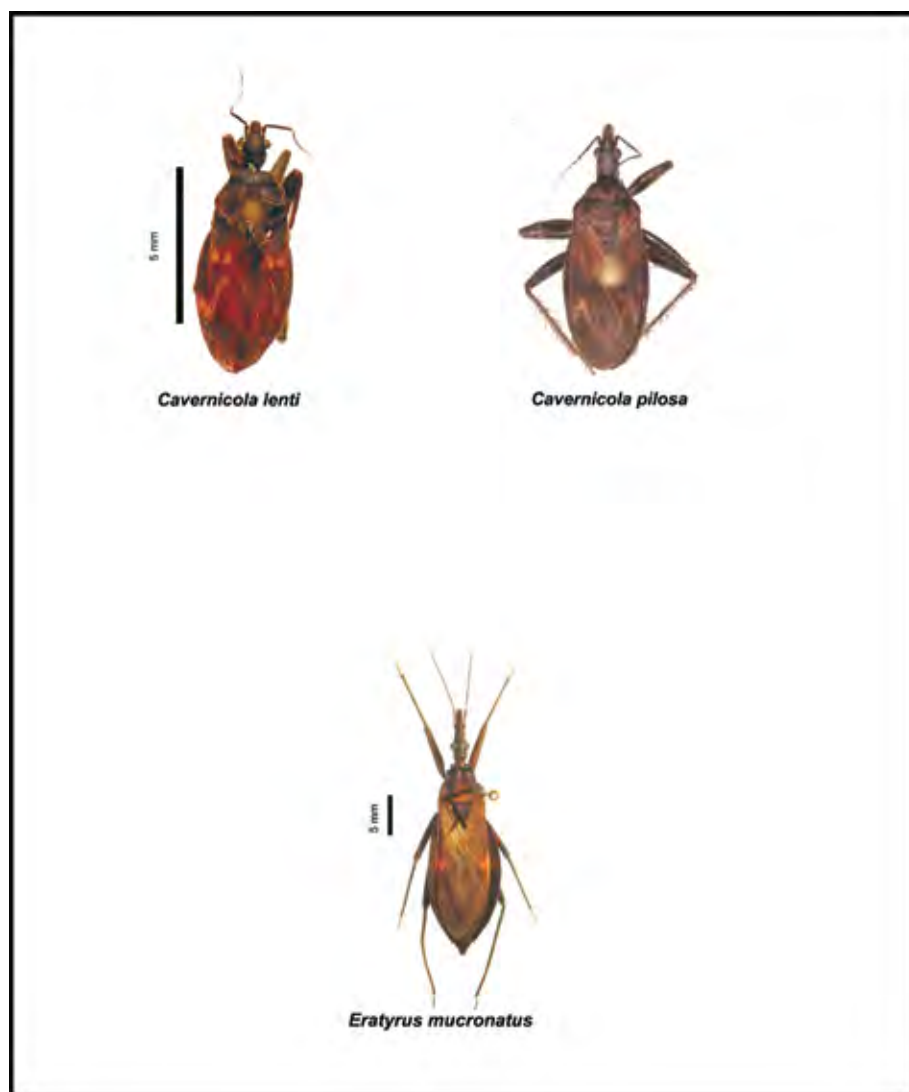 5 mm
Cavernicola lenti
Cavernicola pilosa
5 mm
Eratyrus mucronatus